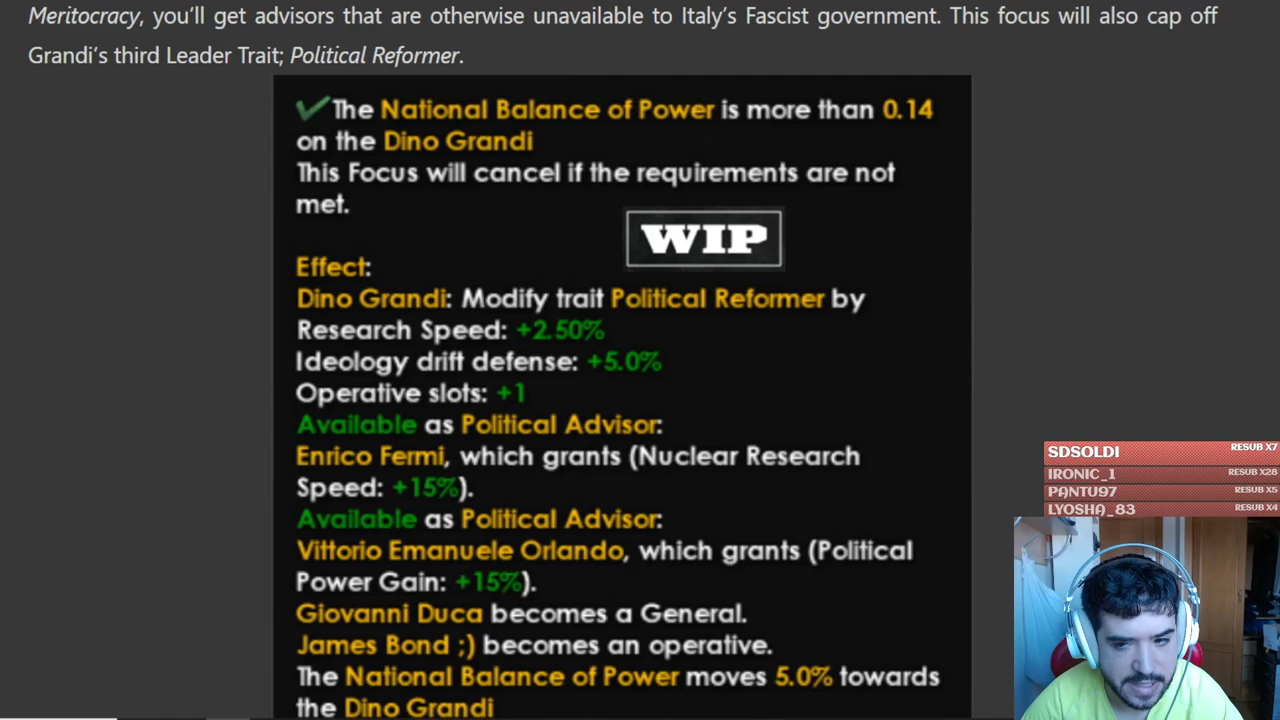 Meritocracy, you'll get advisors that are otherwise unavailable to Italy's Fascist government. This focus will also cap off
Grandi's third Leader Trait; Political Reformer.
The National Balance of Power is more than 0.14
on the Dino Grandi
This Focus will cancel if the requirements are not
met.
WIP
Effect:
Dino Grandi: Modify trait Political Reformer by
Research Speed: +2.50%
Ideology drift defense: +5.0%
Operative slots: +1
Available as Political Advisor:
Enrico Fermi, which grants (Nuclear Research
Speed: +15%).
Available as Political Advisor:
Vittorio Emanuele Orlando, which grants (Political
Power Gain: +15%).
Giovanni Duca becomes a General.
James Bond ;) becomes an operative.
The National Balance of Power moves 5.0% towards
the Dino Grandi
SDSOLDI RESUB X7
IRONIC_1 RESUB X28
PANTU97 RESUB X5
LYOSHA_83 RESUB X4